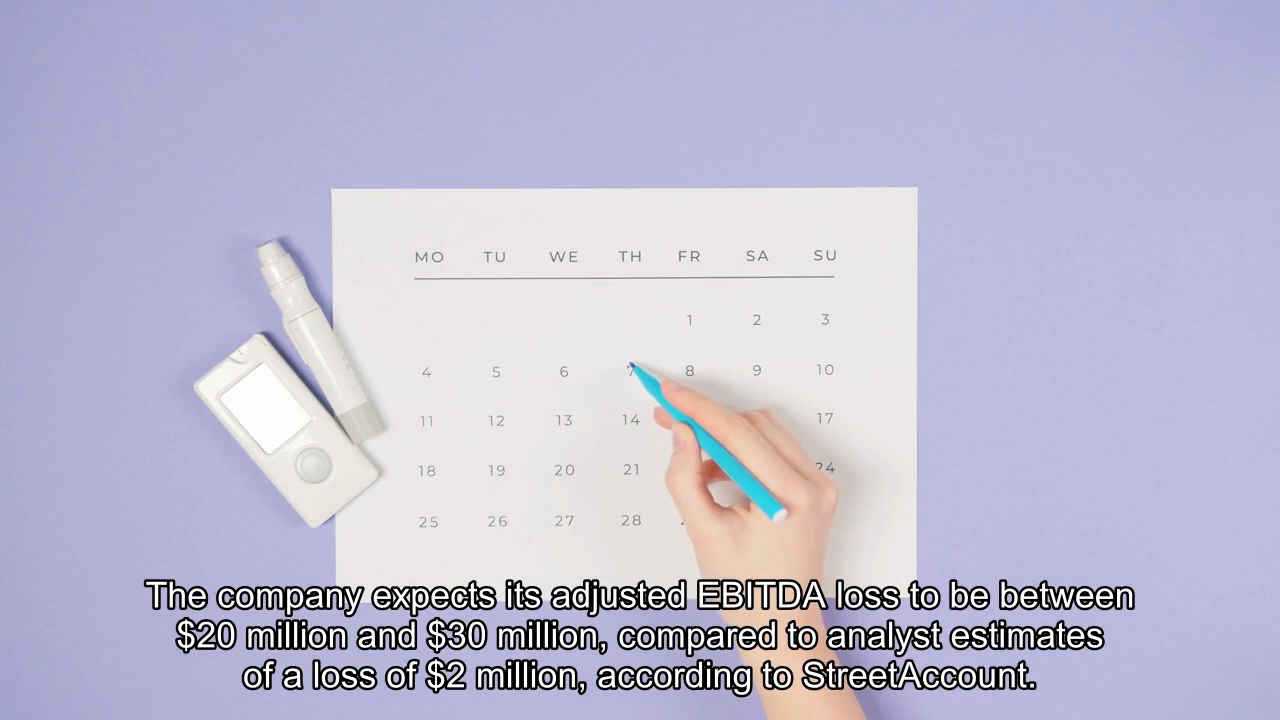 MO TU WE TH FR SA SU
1 2 3
4 5 6 7 8 9 10
11 12 13 14 17
18 19 20 21 24
25 26 27 28
The company expects its adjusted EBITDA loss to be between
$20 million and $30 million, compared to analyst estimates
of a loss of $2 million, according to StreetAccount.